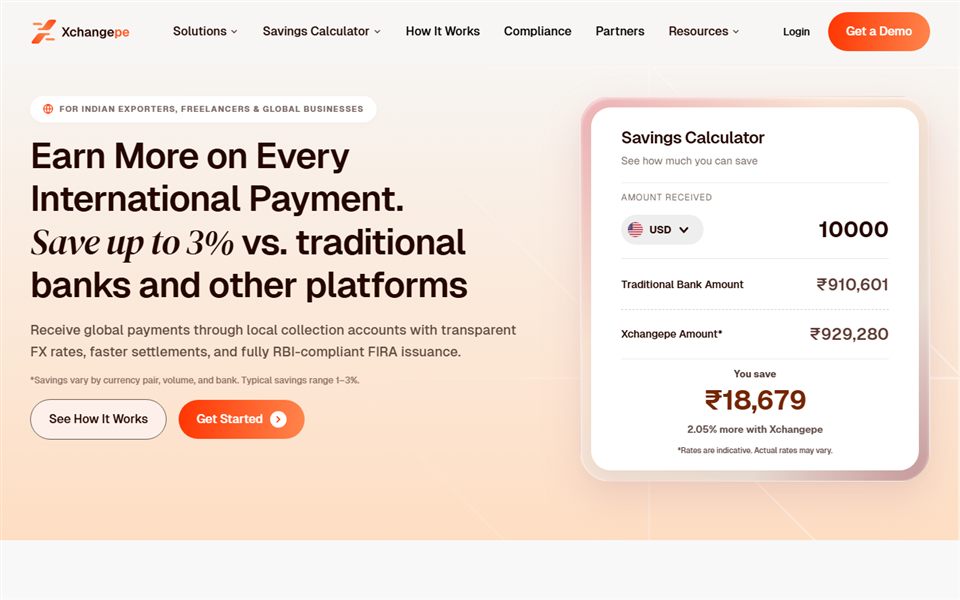 Xchangepe
Solutions
Savings Calculator
How It Works
Compliance
Partners
Resources
Login
Get a Demo
FOR INDIAN EXPORTERS, FREELANCERS & GLOBAL BUSINESSES
Earn More on Every
International Payment.
Save up to 3% vs. traditional
banks and other platforms
Receive global payments through local collection accounts with transparent
FX rates, faster settlements, and fully RBI-compliant FIRA issuance.
*Savings vary by currency pair, volume, and bank. Typical savings range 1–3%.
See How It Works
Get Started
Savings Calculator
See how much you can save
AMOUNT RECEIVED
USD 10000
Traditional Bank Amount ₹910,601
Xchangepe Amount* ₹929,280
You save
₹18,679
2.05% more with Xchangepe
*Rates are indicative. Actual rates may vary.